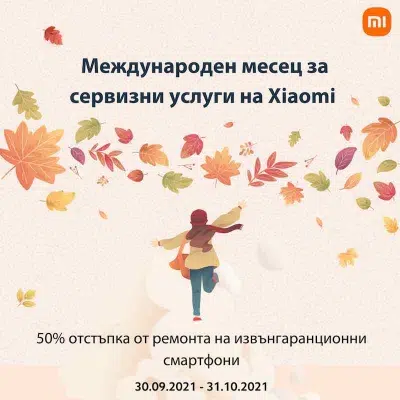 mi
Международен месец за
сервизни услуги на Xiaomi
50% отстъпка от ремонта на извънгаранционни
смартфони
30.09.2021 - 31.10.2021